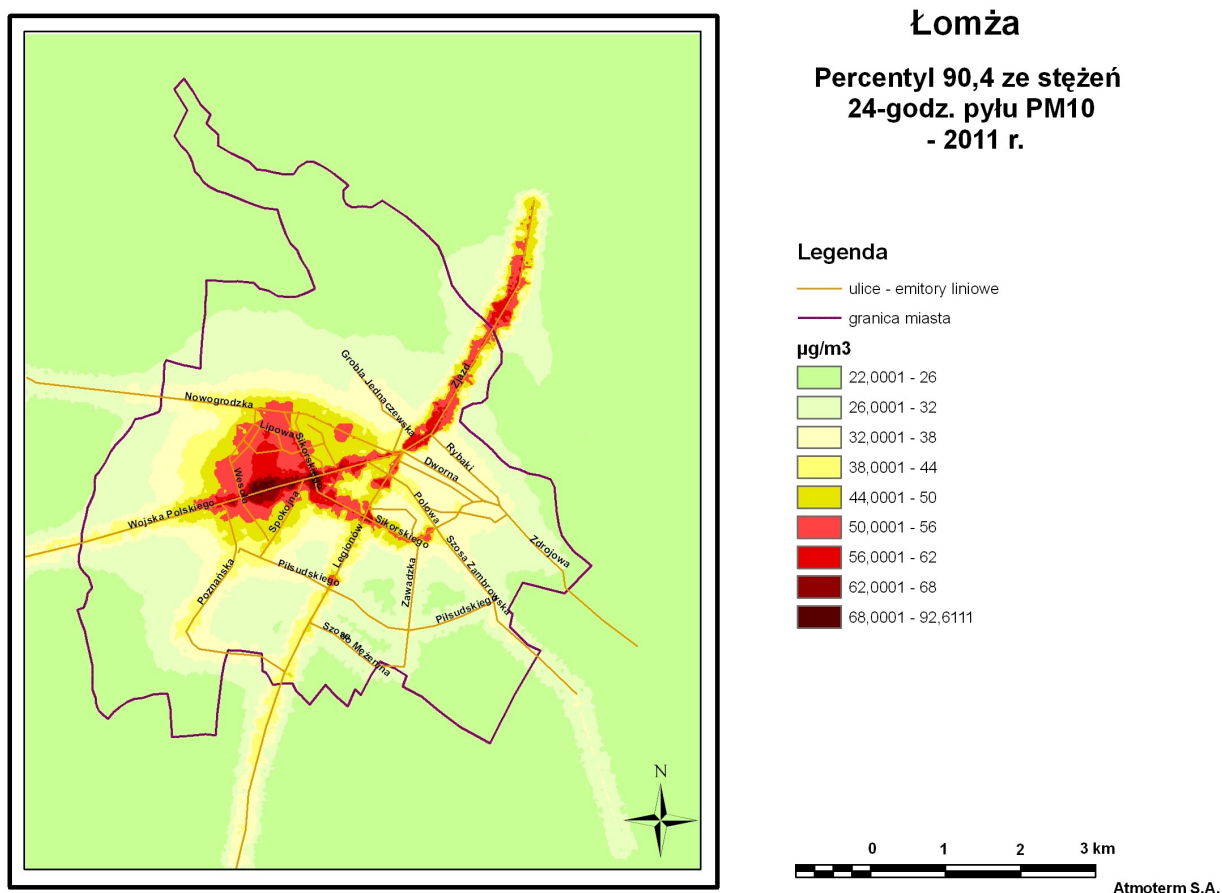 Łomża
Percentyl 90,4 ze stężeń
24-godz. pyłu PM10
- 2011 r.
Legenda
ulice - emitory liniowe
granica miasta
µg/m3
22,0001 - 26
26,0001 - 32
32,0001 - 38
38,0001 - 44
44,0001 - 50
50,0001 - 56
56,0001 - 62
62,0001 - 68
68,0001 - 92,6111
Nowogrodzka
Grobla Jednaczewska
Zjazd
Lipowa
Sikorskiego
Wesoła
Rybaki
Dworna
Wojska Polskiego
Spokojna
Polowa
Sikorskiego
Legionów
Szosa Zambrowska
Zdrojowa
Poznańska
Piłsudskiego
Zawadzka
Piłsudskiego
N
0 1 2 3 km
Atmoterm S.A.